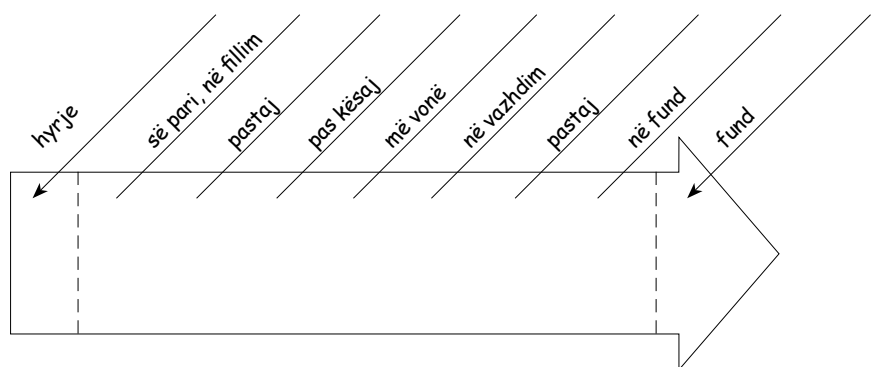 hyrje
së pari, në fillim
pastaj
pas kësaj
më vonë
në vazhdim
pastaj
në fund
fund